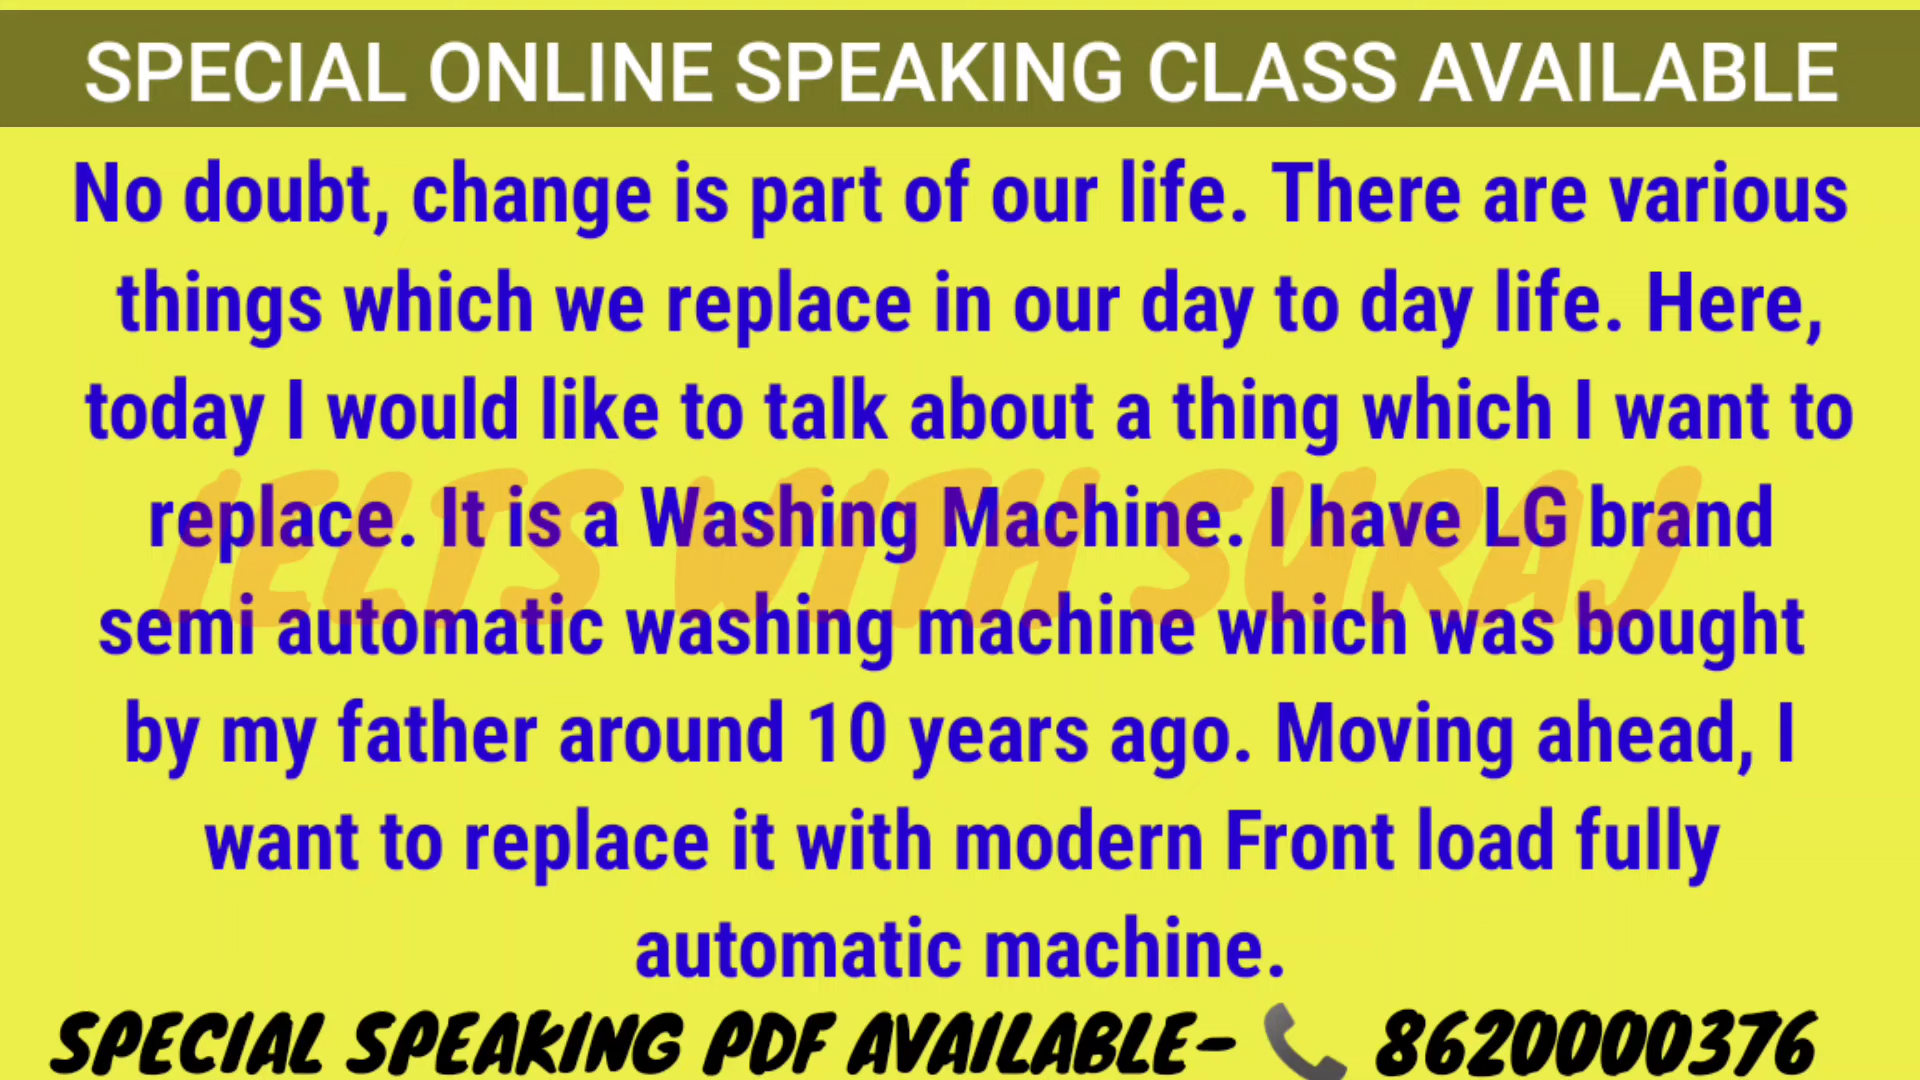 SPECIAL ONLINE SPEAKING CLASS AVAILABLE
No doubt, change is part of our life. There are various
things which we replace in our day to day life. Here,
today I would like to talk about a thing which I want to
replace. It is a Washing Machine. I have LG brand
IELTS WITH SURAJ
semi automatic washing machine which was bought
by my father around 10 years ago. Moving ahead, I
want to replace it with modern Front load fully
automatic machine.
SPECIAL SPEAKING PDF AVAILABLE- 📞 8620000376